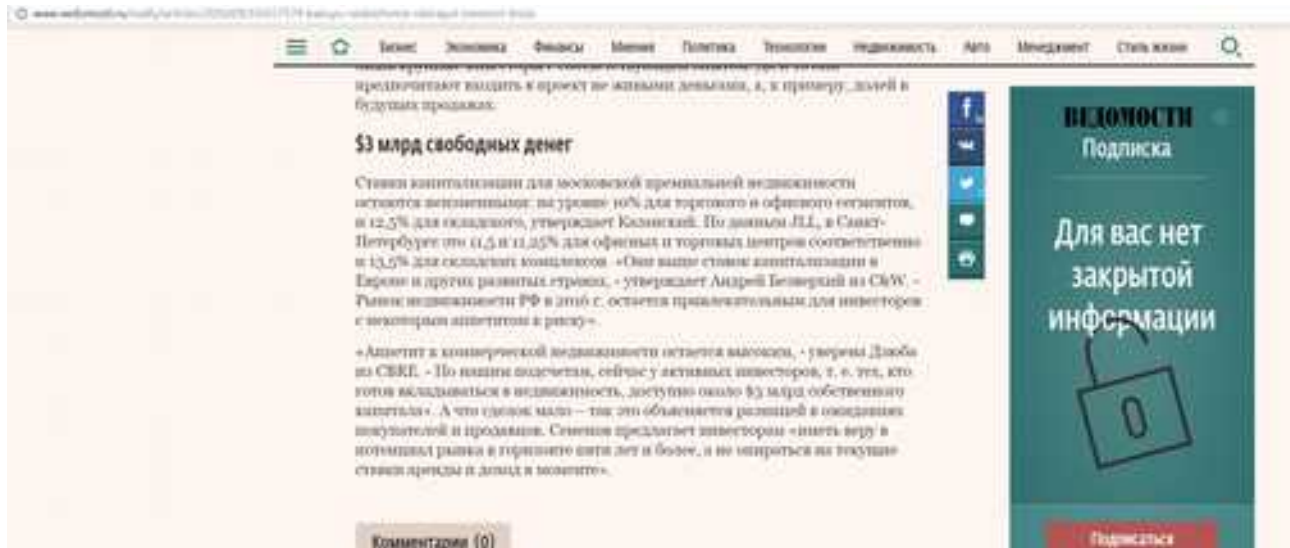 Бизнес Экономика Финансы Мнения Политика Технологии Недвижимость Авто Менеджмент Стиль жизни
предпочитают входить в проект не живыми деньгами, а, к примеру, долей в
будущих продажах.
$3 млрд свободных денег
Ставки капитализации для московской премиальной недвижимости
остаются неизменными: на уровне 10% для торгового и офисного сегментов,
и 12,5% для складского, утверждает Казанский. По данным JLL, в Санкт-
Петербурге это 11,5 и 11,25% для офисных и торговых центров соответственно
и 13,5% для складских комплексов. «Они выше ставок капитализации в
Европе и других развитых странах, - утверждает Андрей Безверхий из C&W. -
Рынок недвижимости РФ в 2016 г. остается привлекательным для инвесторов
с некоторым аппетитом к риску».
«Аппетит к коммерческой недвижимости остается высоким, - уверена Дзюба
из CBRE. - По нашим подсчетам, сейчас у активных инвесторов, т. е. тех, кто
готов вкладываться в недвижимость, доступно около $3 млрд собственного
капитала». А что сделок мало – так это объясняется разницей в ожиданиях
покупателей и продавцов. Семенов предлагает инвесторам «иметь веру в
потенциал рынка в горизонте пяти лет и более, а не опираться на текущие
ставки аренды и доход в моменте».
Комментарии (0)
ВЕДОМОСТИ
Подписка
Для вас нет
закрытой
информации
Подписаться